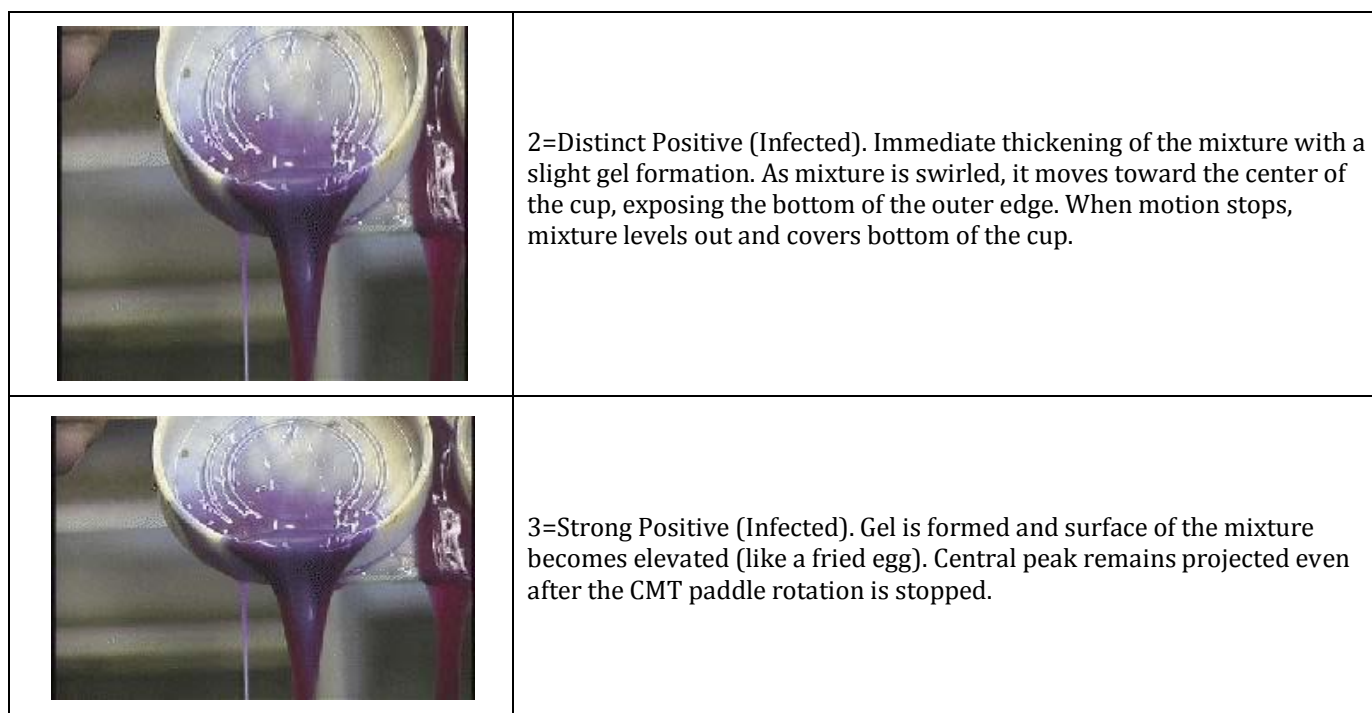 2=Distinct Positive (Infected). Immediate thickening of the mixture with a
slight gel formation. As mixture is swirled, it moves toward the center of
the cup, exposing the bottom of the outer edge. When motion stops,
mixture levels out and covers bottom of the cup.
3=Strong Positive (Infected). Gel is formed and surface of the mixture
becomes elevated (like a fried egg). Central peak remains projected even
after the CMT paddle rotation is stopped.